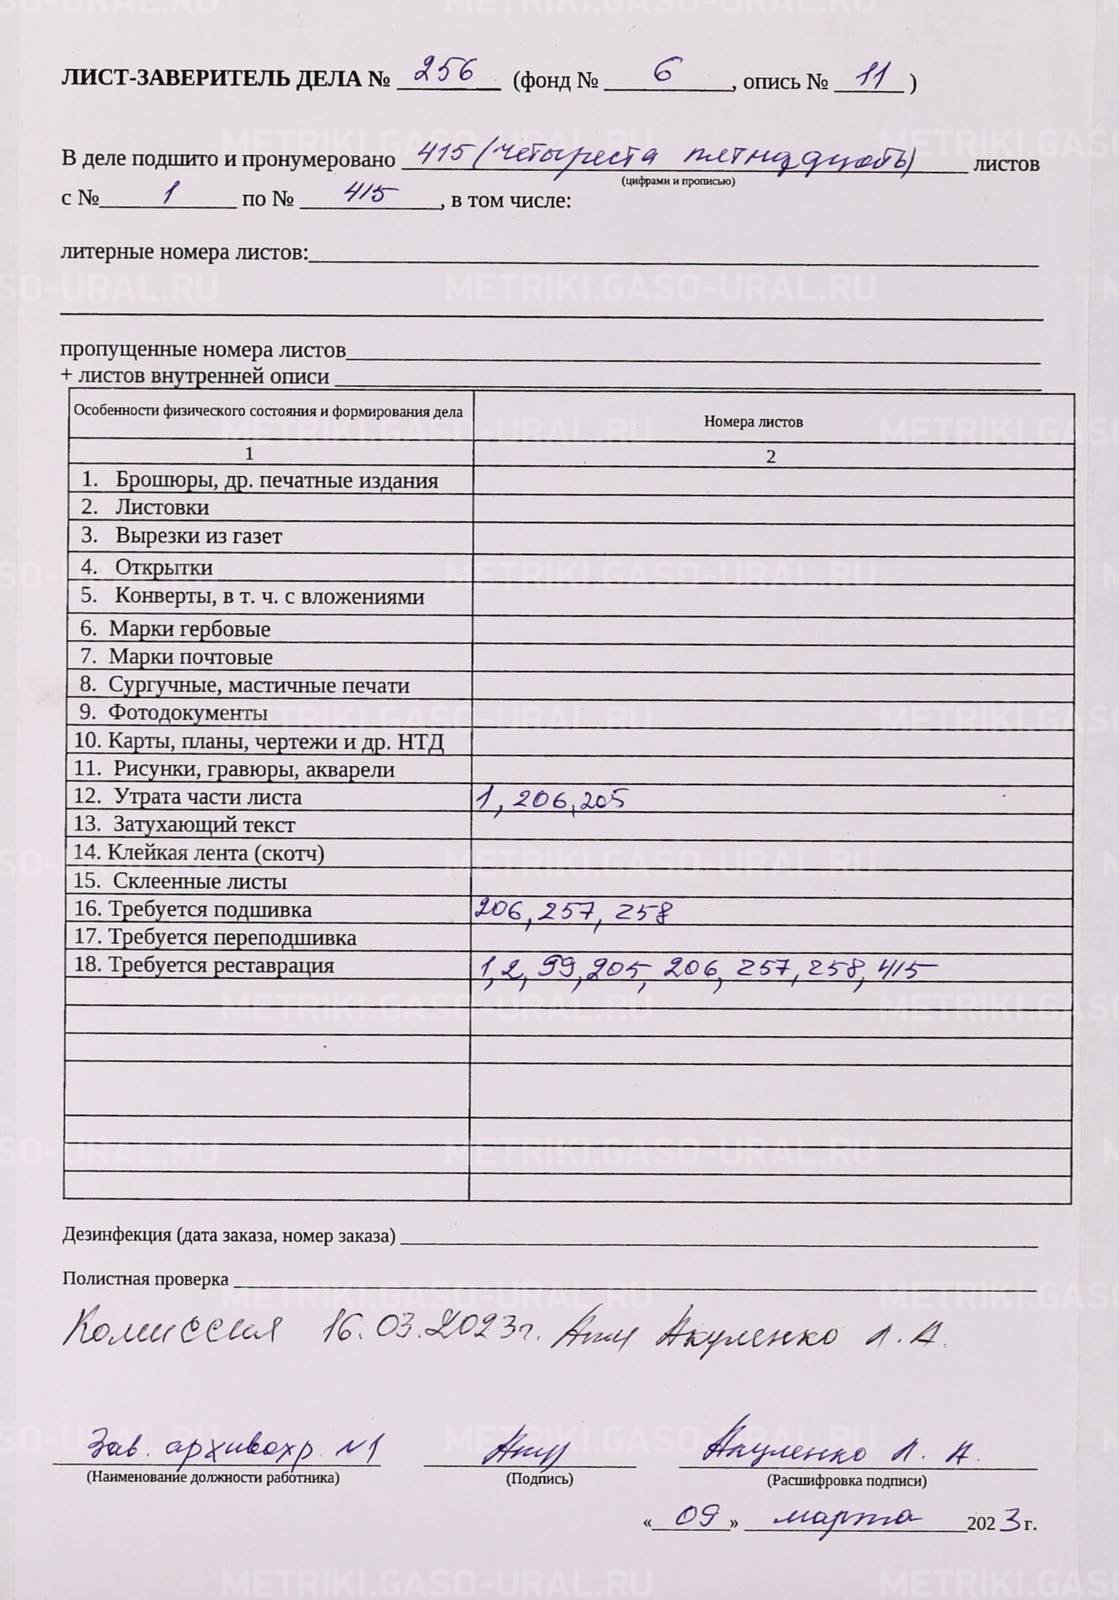 ЛИСТ-ЗАВЕРИТЕЛЬ ДЕЛА № 256 (фонд № 6, опись № 11)
В деле подшито и пронумеровано 415 (четыреста пятнадцать) листов
(цифрами и прописью)
с № 1 по № 415, в том числе:
литерные номера листов:
пропущенные номера листов
+ листов внутренней описи
Особенности физического состояния и формирования дела Номера листов
1 2
1. Брошюры, др. печатные издания
2. Листовки
3. Вырезки из газет
4. Открытки
5. Конверты, в т. ч. с вложениями
6. Марки гербовые
7. Марки почтовые
8. Сургучные, мастичные печати
9. Фотодокументы
10. Карты, планы, чертежи и др. НТД
11. Рисунки, гравюры, акварели
12. Утрата части листа 1, 206, 205
13. Затухающий текст
14. Клейкая лента (скотч)
15. Склеенные листы
16. Требуется подшивка 206, 257, 258
17. Требуется переподшивка
18. Требуется реставрация 1, 2, 59, 205, 206, 257, 258, 415
Дезинфекция (дата заказа, номер заказа)
Полистная проверка
Комиссия 16.03.2023г. Акуленко Л. А.
Зав. архивохр. №1 Акуленко Л. А.
(Наименование должности работника) (Подпись) (Расшифровка подписи)
«09» марта 2023 г.
METRIKI.GASO-URAL.RU